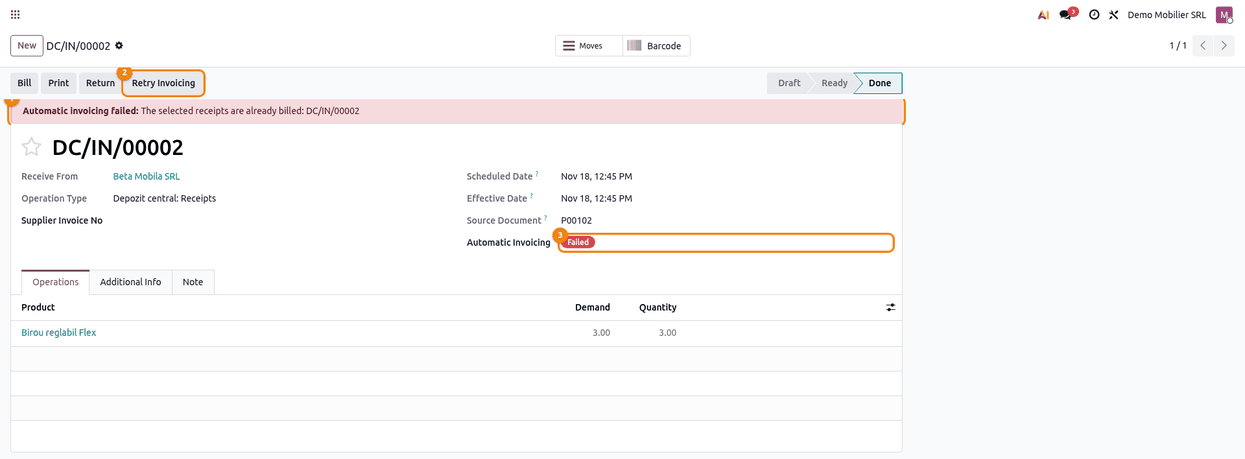 AI 3 Demo Mobilier SRL M
New DC/IN/00002 Moves Barcode 1 / 1
Bill Print Return 2 Retry Invoicing Draft Ready Done
Automatic invoicing failed: The selected receipts are already billed: DC/IN/00002
DC/IN/00002
Receive From Beta Mobila SRL Scheduled Date ? Nov 18, 12:45 PM
Operation Type Depozit central: Receipts Effective Date ? Nov 18, 12:45 PM
Supplier Invoice No Source Document ? P00102
Automatic Invoicing 3 Failed
Operations Additional Info Note
Product Demand Quantity
Birou reglabil Flex 3.00 3.00